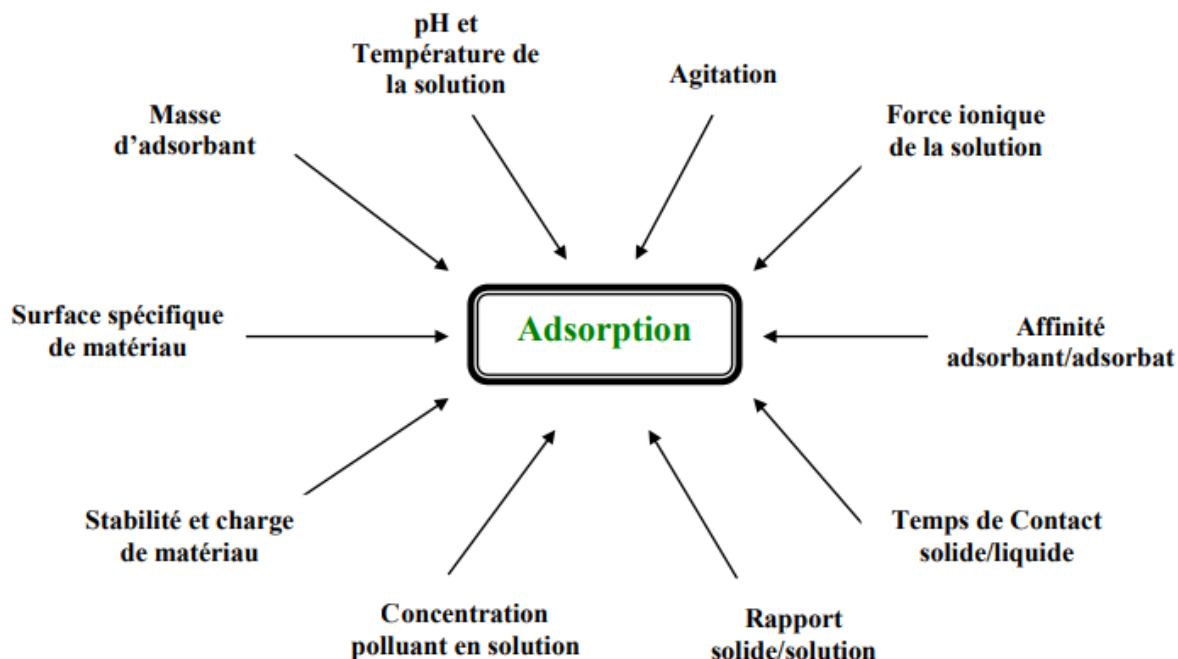 pH et
Température de
la solution
Agitation
Masse
d’adsorbant
Force ionique
de la solution
Surface spécifique
de matériau
Adsorption
Affinité
adsorbant/adsorbat
Stabilité et charge
de matériau
Temps de Contact
solide/liquide
Concentration
polluant en solution
Rapport
solide/solution